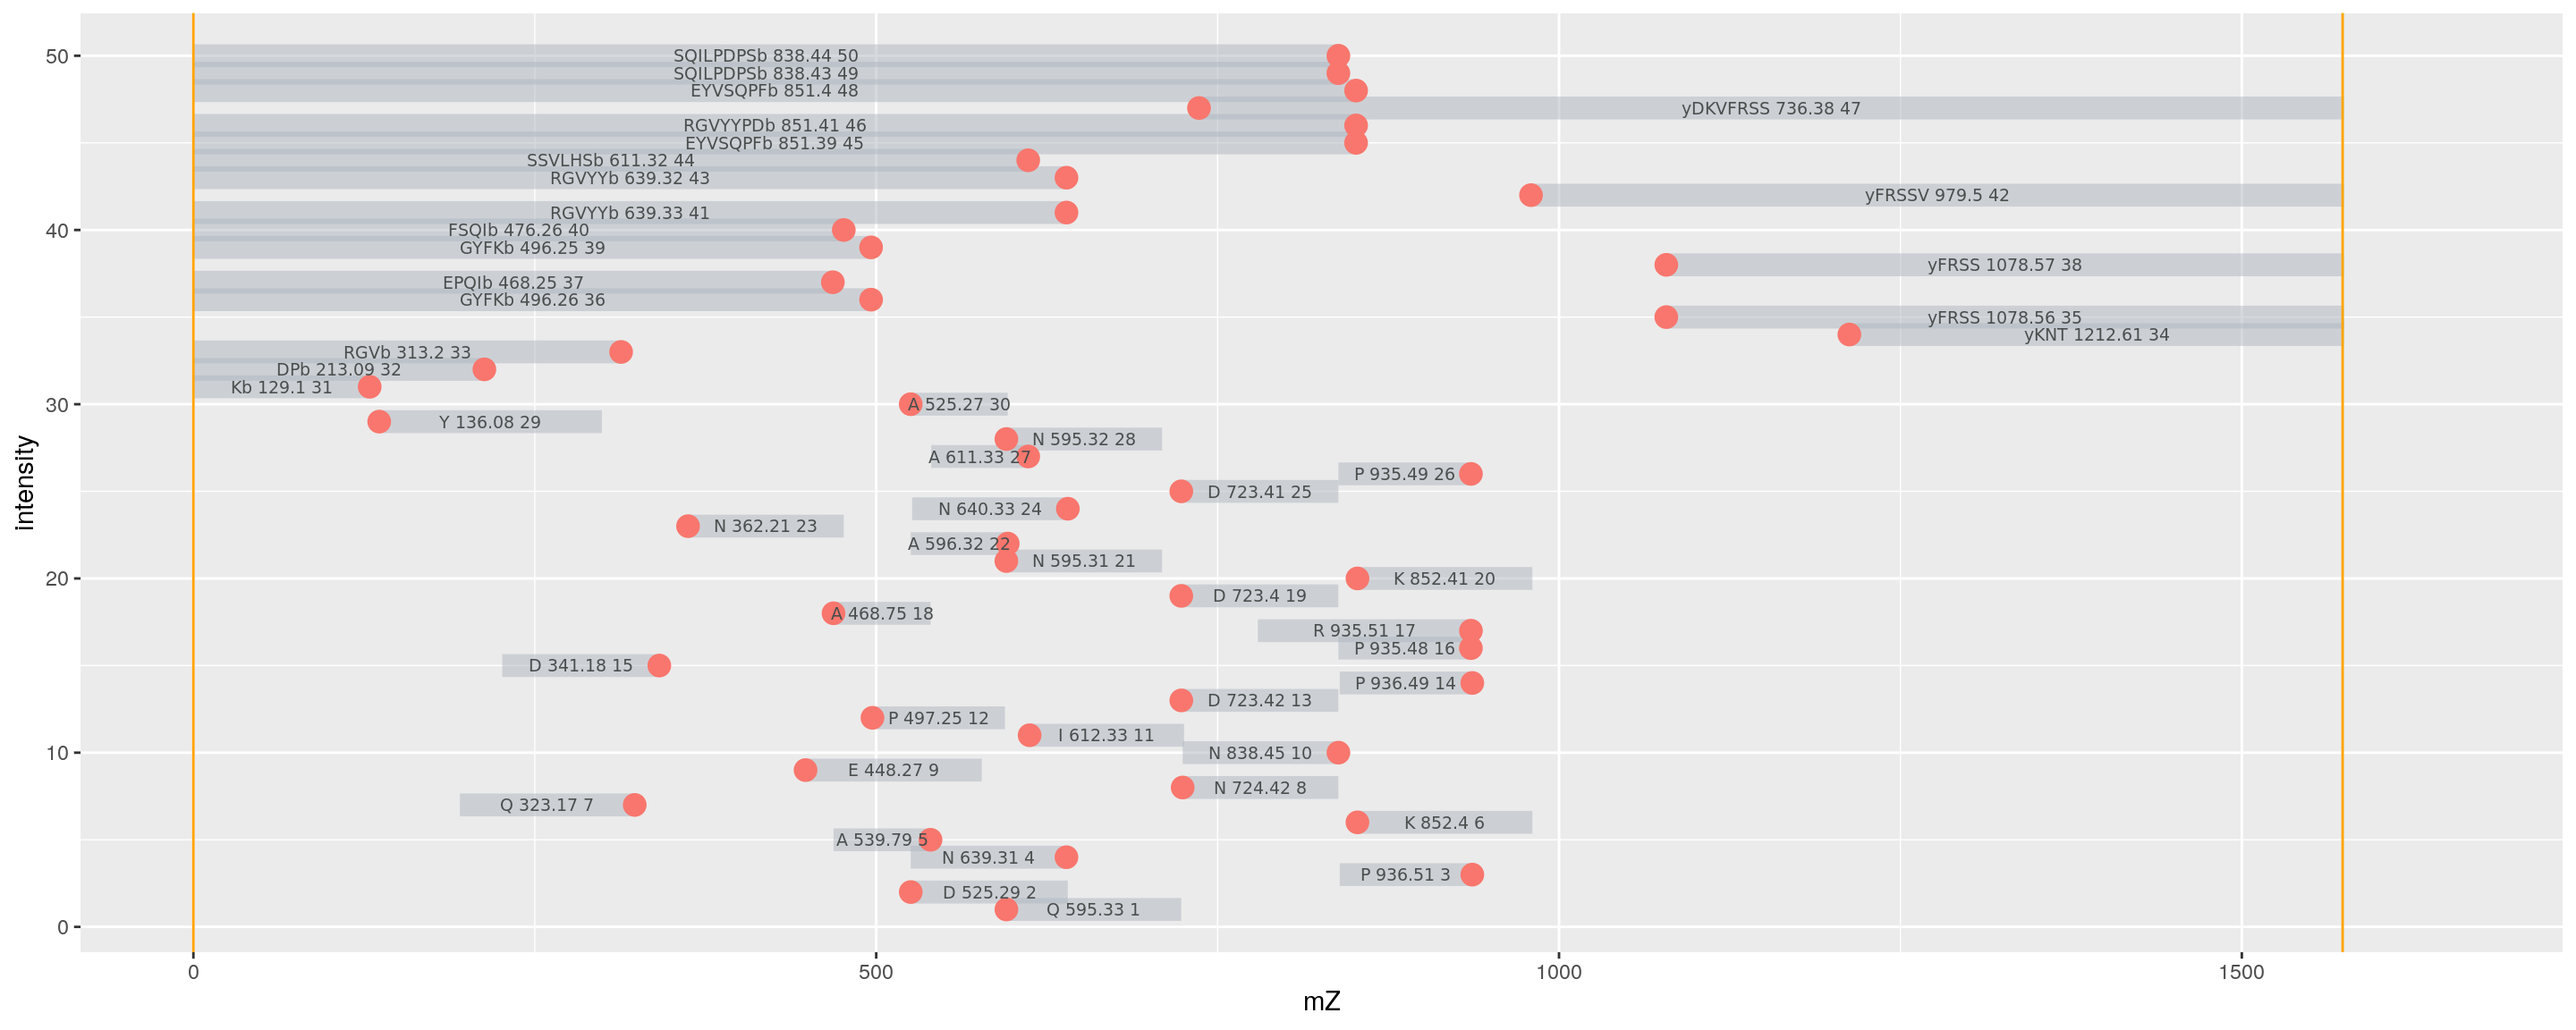 50
SQILPDPSb 838.44 50
SQILPDPSb 838.43 49
EYVSQPFb 851.4 48
yDKVFRSS 736.38 47
RGVYYPDb 851.41 46
EYVSQPFb 851.39 45
SSVLHSb 611.32 44
RGVYYb 639.32 43
yFRSSV 979.5 42
RGVYYb 639.33 41
40
FSQIb 476.26 40
GYFKb 496.25 39
yFRSS 1078.57 38
EPQIb 468.25 37
GYFKb 496.26 36
yFRSS 1078.56 35
yKNT 1212.61 34
RGVb 313.2 33
DPb 213.09 32
Kb 129.1 31
30
A 525.27 30
Y 136.08 29
N 595.32 28
A 611.33 27
P 935.49 26
D 723.41 25
N 640.33 24
N 362.21 23
A 596.32 22
N 595.31 21
20
K 852.41 20
D 723.4 19
A 468.75 18
R 935.51 17
P 935.48 16
D 341.18 15
P 936.49 14
D 723.42 13
P 497.25 12
I 612.33 11
10
N 838.45 10
E 448.27 9
N 724.42 8
Q 323.17 7
K 852.4 6
A 539.79 5
N 639.31 4
P 936.51 3
D 525.29 2
Q 595.33 1
0
intensity
0 500 1000 1500
mZ